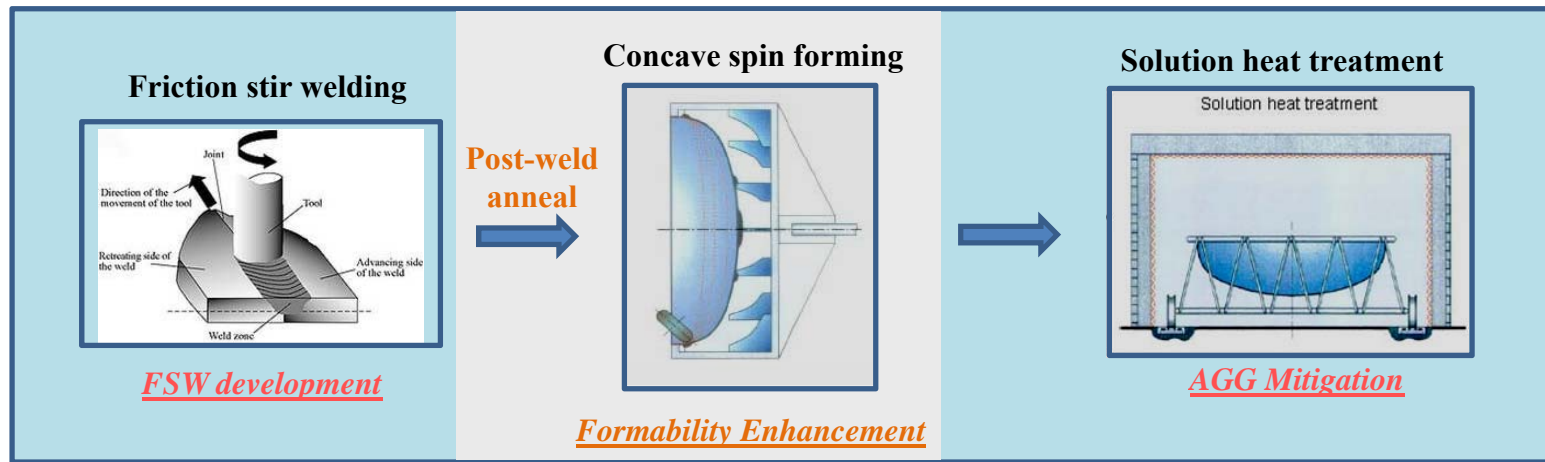 Friction stir welding
Joint
Direction of the
movement of the tool
Tool
Retreating side of
the weld
Advancing side
of the weld
Weld zone
FSW development
Post-weld
anneal
Concave spin forming
Formability Enhancement
Solution heat treatment
Solution heat treatment
AGG Mitigation